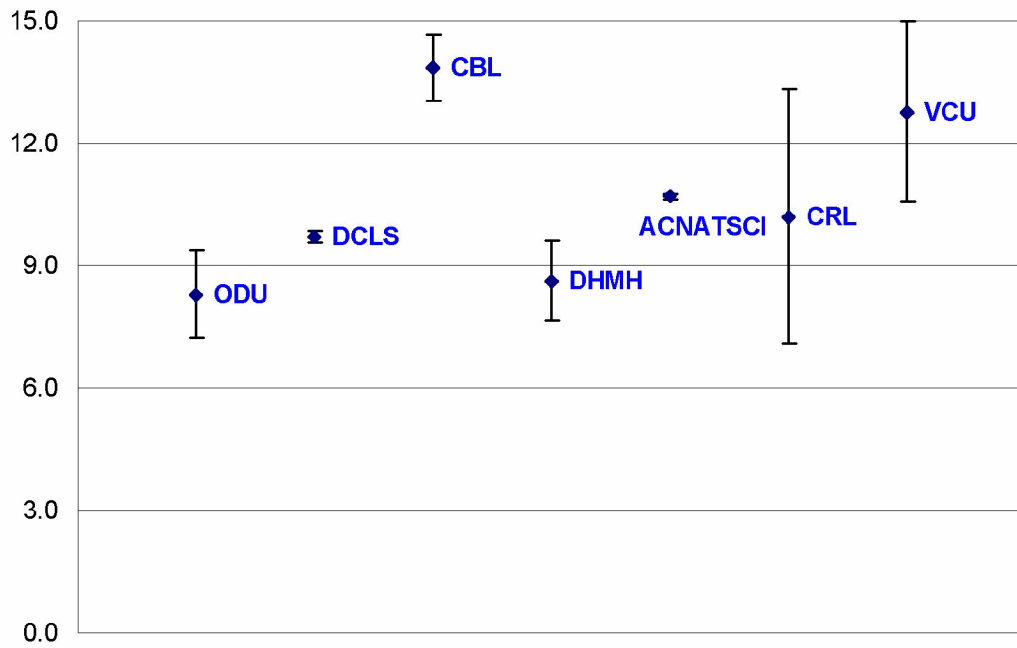 15.0
CBL
VCU
12.0
ACNATSCI
CRL
DCLS
9.0
DHMH
ODU
6.0
3.0
0.0